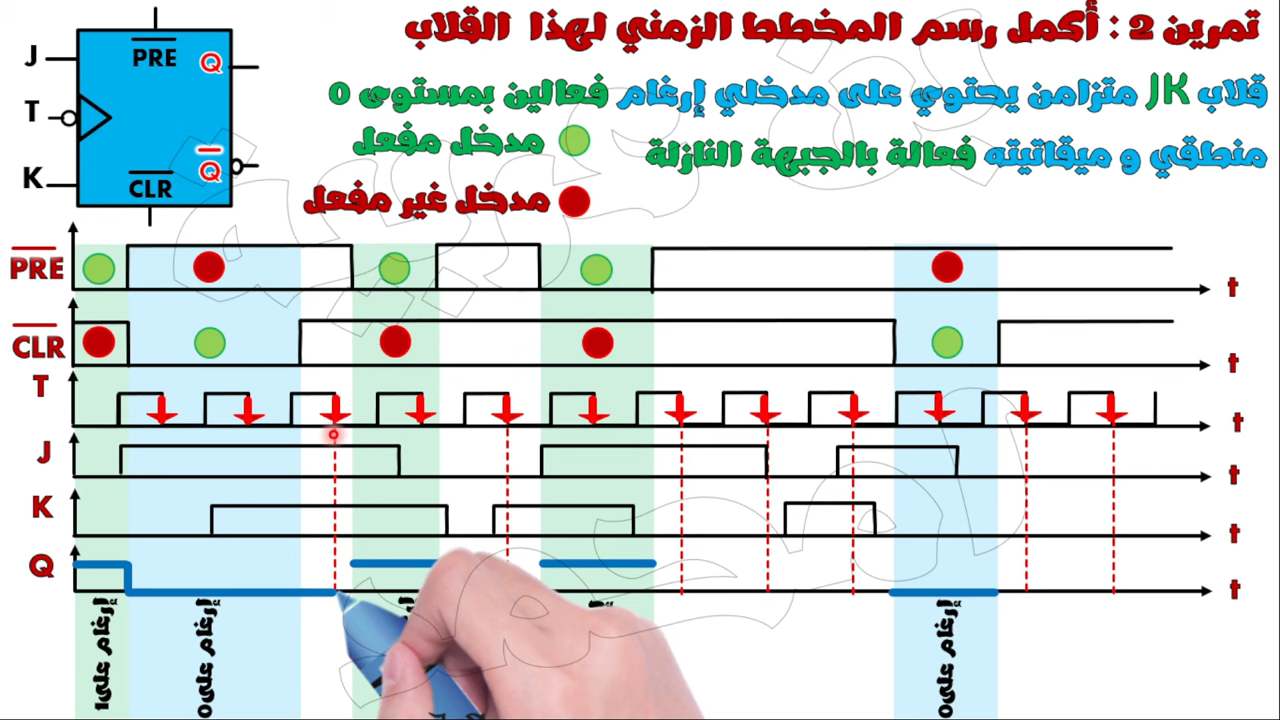 تمرين 2 : أكمل رسم المخطط الزمني لهذا القلاب
قلاب JK متزامن يحتوي على مدخلي إرغام فعالين بمستوى 0
منطقي و ميقاتيته فعالة بالجبهة النازلة
مدخل مفعل
مدخل غير مفعل
J
PRE
Q
T
K
CLR
Q
PRE
t
CLR
t
T
t
J
t
K
t
Q
t
إرغام على1
إرغام على0
إرغام على0